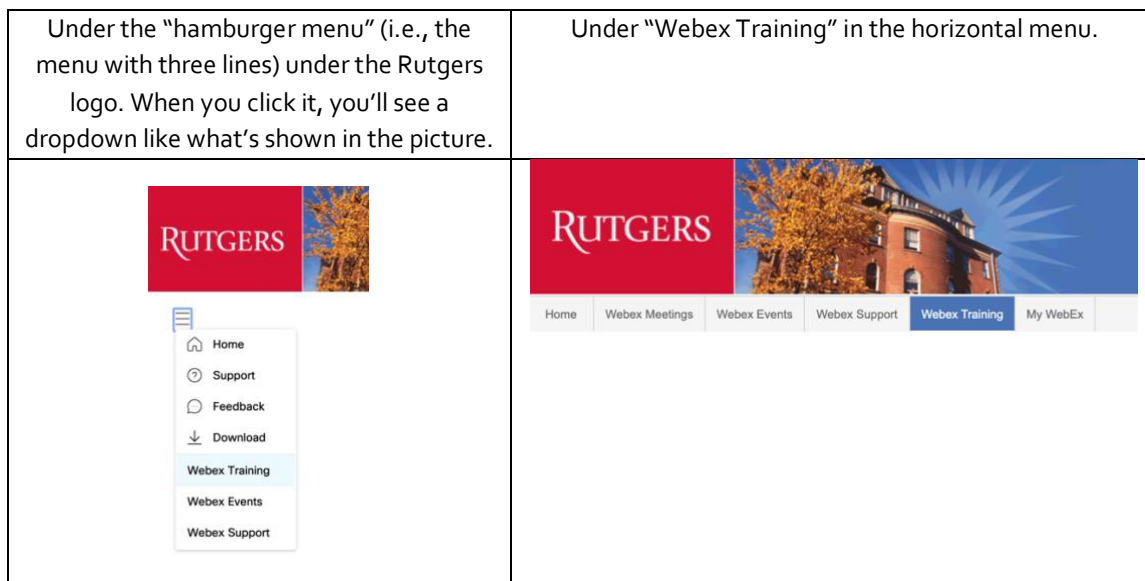 Under the “hamburger menu” (i.e., the
menu with three lines) under the Rutgers
logo. When you click it, you’ll see a
dropdown like what’s shown in the picture.
Under “Webex Training” in the horizontal menu.
RUTGERS
Home
Support
Feedback
Download
Webex Training
Webex Events
Webex Support
RUTGERS
Home Webex Meetings Webex Events Webex Support Webex Training My WebEx